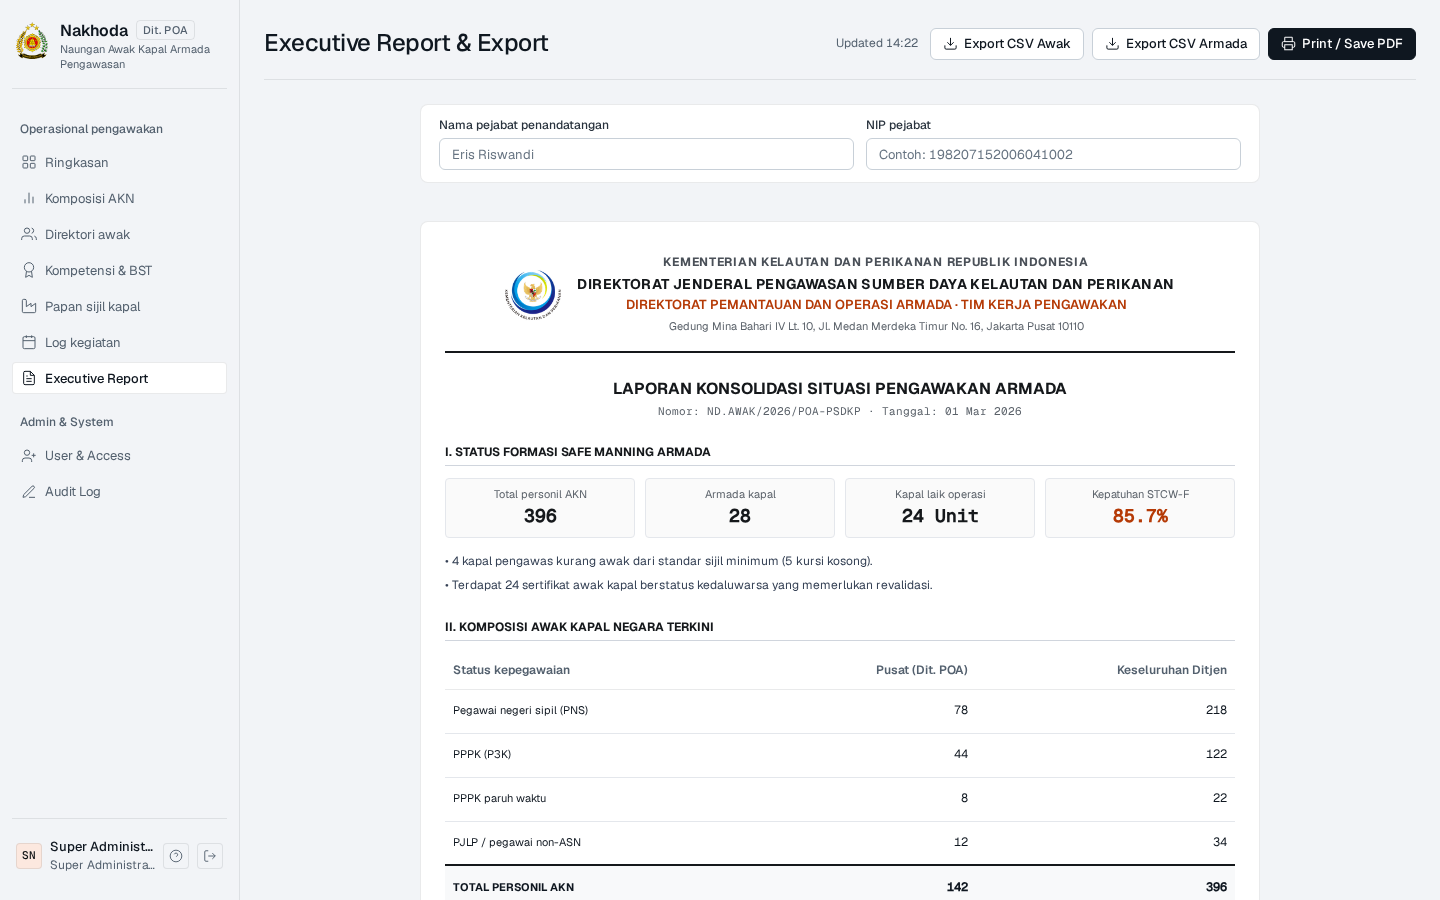 Nakhoda
Dit. POA
Naungan Awak Kapal Armada
Pengawasan
Operasional pengawakan
Ringkasan
Komposisi AKN
Direktori awak
Kompetensi & BST
Papan sijil kapal
Log kegiatan
Executive Report
Admin & System
User & Access
Audit Log
SN
Super Administ...
Super Administra...
Executive Report & Export
Updated 14:22
Export CSV Awak
Export CSV Armada
Print / Save PDF
Nama pejabat penandatangan
Eris Riswandi
NIP pejabat
Contoh: 198207152006041002
KEMENTERIAN KELAUTAN DAN PERIKANAN REPUBLIK INDONESIA
DIREKTORAT JENDERAL PENGAWASAN SUMBER DAYA KELAUTAN DAN PERIKANAN
DIREKTORAT PEMANTAUAN DAN OPERASI ARMADA · TIM KERJA PENGAWAKAN
Gedung Mina Bahari IV Lt. 10, Jl. Medan Merdeka Timur No. 16, Jakarta Pusat 10110
KEMENTERIAN KELAUTAN DAN PERIKANAN
LAPORAN KONSOLIDASI SITUASI PENGAWAKAN ARMADA
Nomor: ND.AWAK/2026/POA-PSDKP · Tanggal: 01 Mar 2026
I. STATUS FORMASI SAFE MANNING ARMADA
Total personil AKN
396
Armada kapal
28
Kapal laik operasi
24 Unit
Kepatuhan STCW-F
85.7%
• 4 kapal pengawas kurang awak dari standar sijil minimum (5 kursi kosong).
• Terdapat 24 sertifikat awak kapal berstatus kedaluwarsa yang memerlukan revalidasi.
II. KOMPOSISI AWAK KAPAL NEGARA TERKINI
Status kepegawaian Pusat (Dit. POA) Keseluruhan Ditjen
Pegawai negeri sipil (PNS) 78 218
PPPK (P3K) 44 122
PPPK paruh waktu 8 22
PJLP / pegawai non-ASN 12 34
TOTAL PERSONIL AKN 142 396